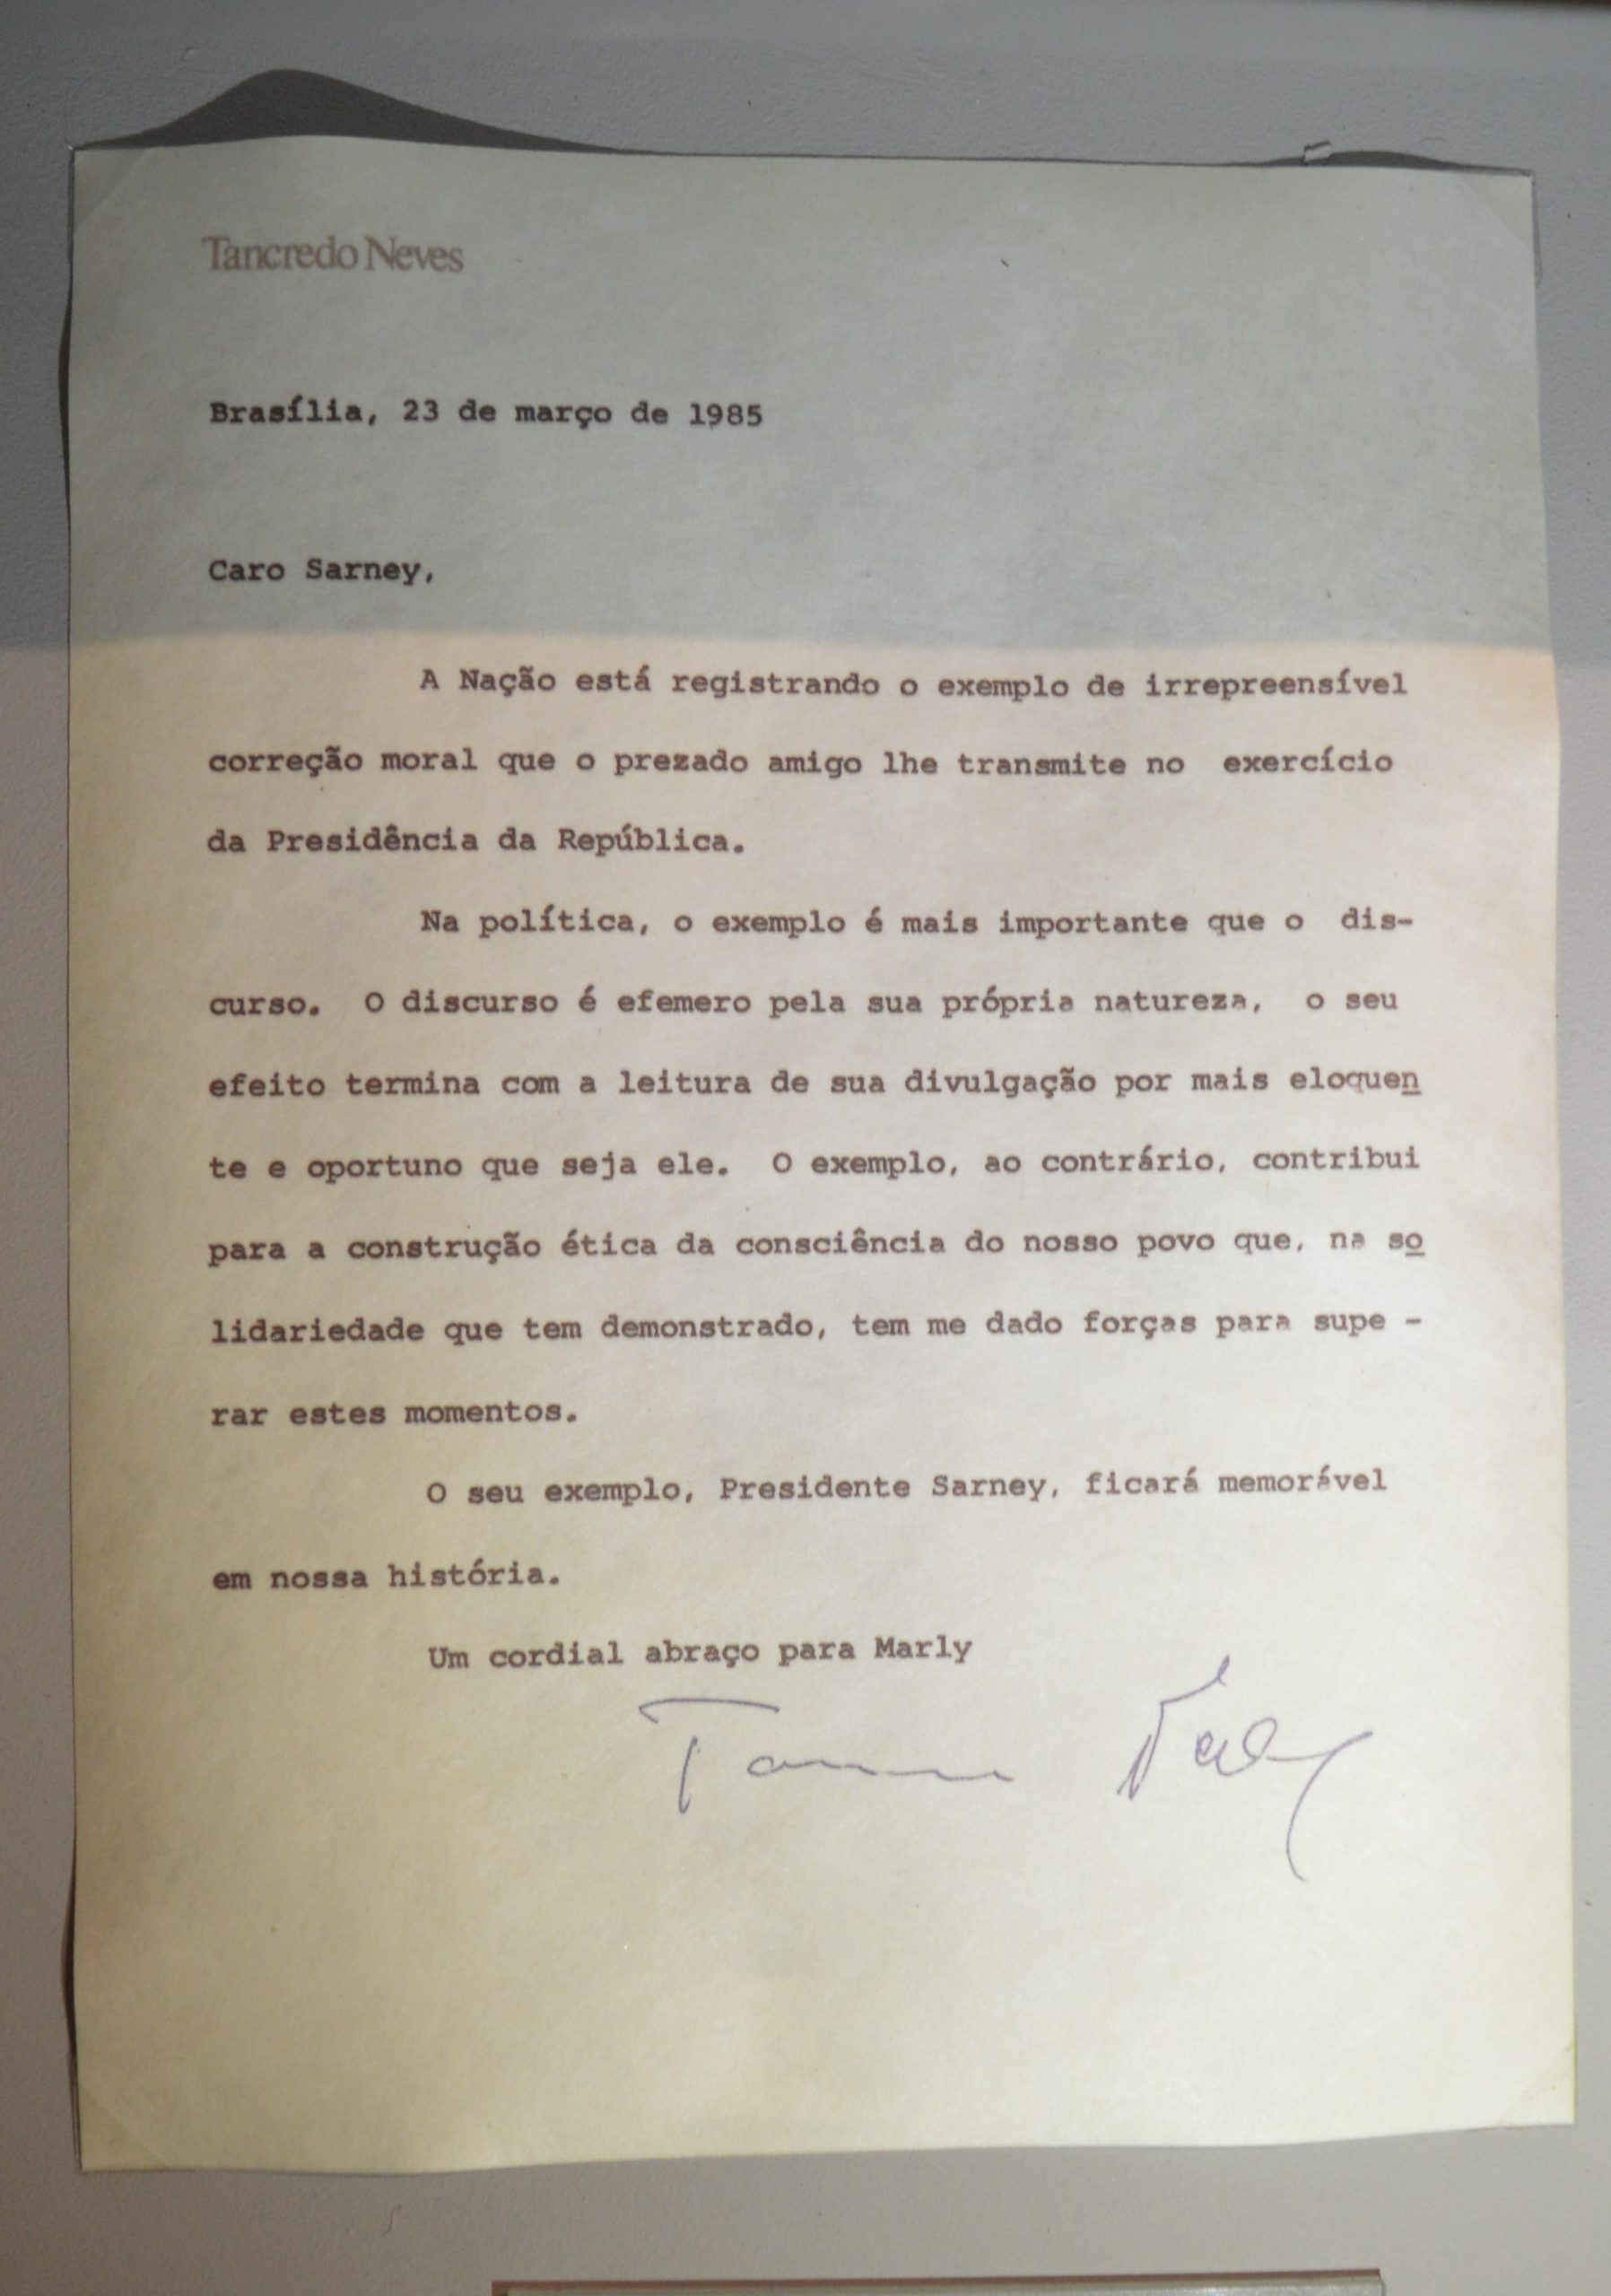 Tancredo Neves
Brasília, 23 de março de 1985
Caro Sarney,
A Nação está registrando o exemplo de irrepreensível
correção moral que o prezado amigo lhe transmite no exercício
da Presidência da República.
Na política, o exemplo é mais importante que o dis-
curso. O discurso é efemero pela sua própria natureza, o seu
efeito termina com a leitura de sua divulgação por mais eloquen
te e oportuno que seja ele. O exemplo, ao contrário, contribui
para a construção ética da consciência do nosso povo que, na so
lidariedade que tem demonstrado, tem me dado forças para supe -
rar estes momentos.
O seu exemplo, Presidente Sarney, ficará memorável
em nossa história.
Um cordial abraço para Marly